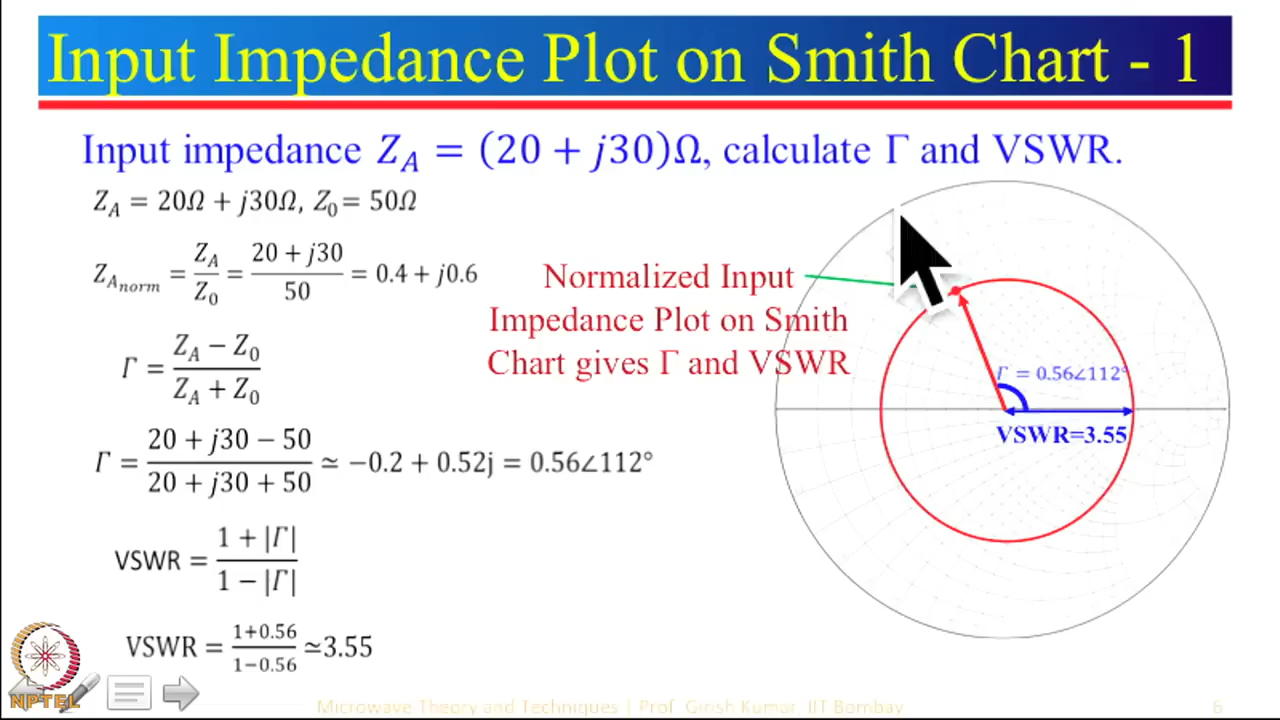 Input Impedance Plot on Smith Chart - 1
Input impedance Z_A = (20 + j30)Ω, calculate Γ and VSWR.
Z_A = 20Ω + j30Ω, Z_0 = 50Ω
Z_{A_{norm}} = Z_A / Z_0 = (20 + j30) / 50 = 0.4 + j0.6
Γ = (Z_A − Z_0) / (Z_A + Z_0)
Γ = (20 + j30 − 50) / (20 + j30 + 50) ≃ −0.2 + 0.52j = 0.56∠112°
VSWR = (1 + |Γ|) / (1 − |Γ|)
VSWR = (1+0.56) / (1−0.56) ≃3.55
Normalized Input
Impedance Plot on Smith
Chart gives Γ and VSWR
Γ = 0.56∠112°
VSWR=3.55
NPTEL
Microwave Theory and Techniques | Prof. Girish Kumar, IIT Bombay
6